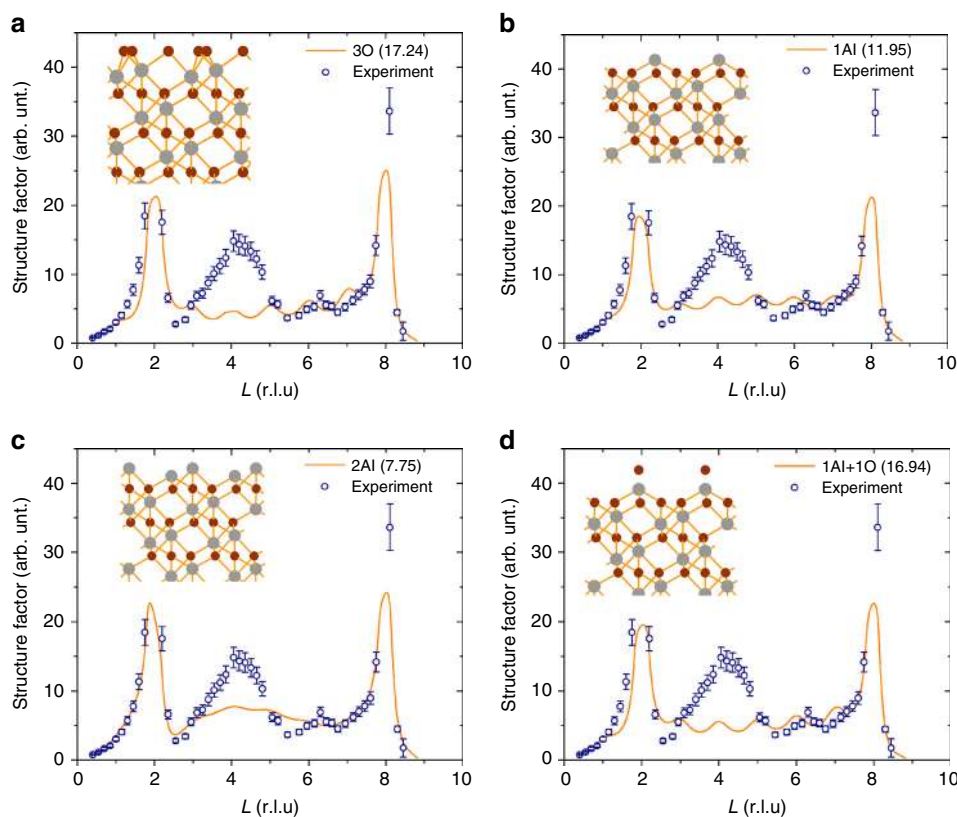 a
3O (17.24)
Experiment
Structure factor (arb. unt.)
40
30
20
10
0
0 2 4 6 8 10
L (r.l.u)
b
1Al (11.95)
Experiment
Structure factor (arb. unt.)
40
30
20
10
0
0 2 4 6 8 10
L (r.l.u)
c
2Al (7.75)
Experiment
Structure factor (arb. unt.)
40
30
20
10
0
0 2 4 6 8 10
L (r.l.u)
d
1Al+1O (16.94)
Experiment
Structure factor (arb. unt.)
40
30
20
10
0
0 2 4 6 8 10
L (r.l.u)